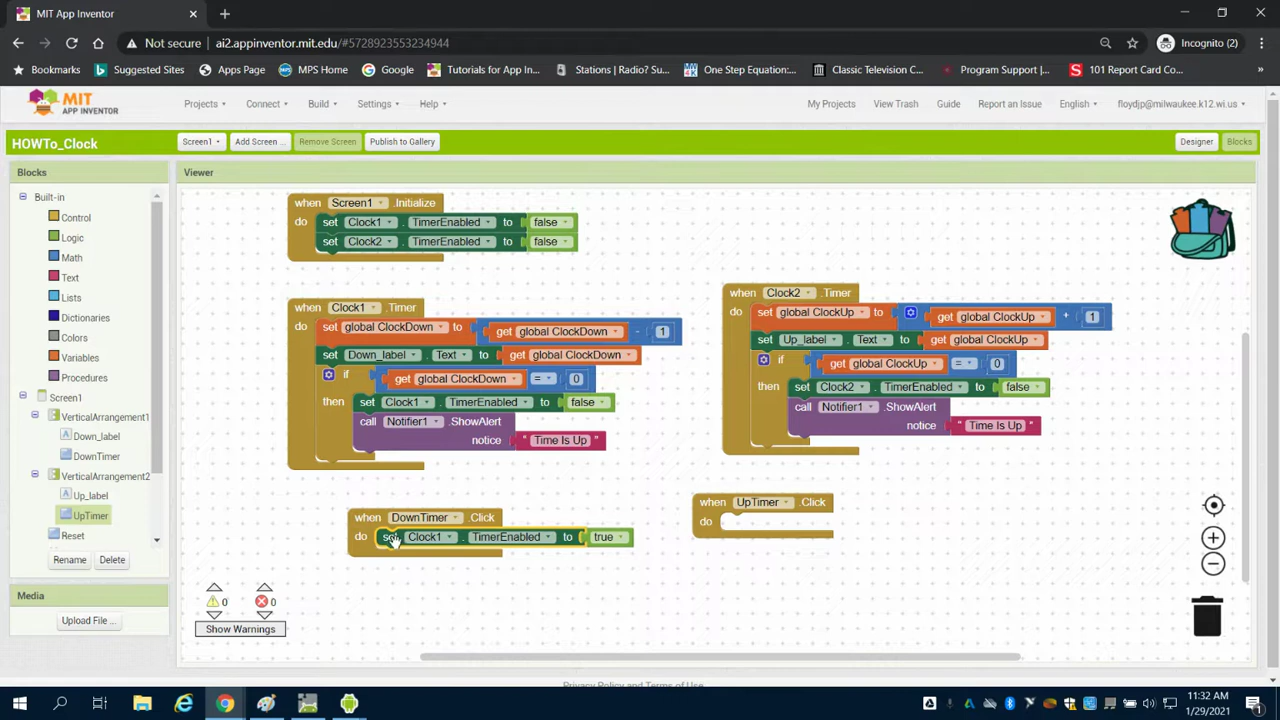 MIT App Inventor
Not secure
ai2.appinventor.mit.edu/#5728923553234944
Incognito
Bookmarks
Suggested Sites
Apps Page
MPS Home
Google
Tutorials for App In...
Stations | Radio? Su...
One Step Equation:...
Classic Television C...
Program Support |...
101 Report Card Co...
»
MIT
APP INVENTOR
Projects
Connect
Build
Settings
Help
My Projects
View Trash
Guide
Report an Issue
English
floydjp@milwaukee.k12.wi.us
HOWTo_Clock
Screen1
Add Screen ...
Remove Screen
Publish to Gallery
Designer
Blocks
Blocks
Built-in
Control
Logic
Math
Text
Lists
Dictionaries
Colors
Variables
Procedures
Screen1
VerticalArrangement1
Down_label
DownTimer
VerticalArrangement2
Up_label
UpTimer
Reset
Rename
Delete
Media
Upload File ...
Viewer
when Screen1 .Initialize
do set Clock1 . TimerEnabled to false
set Clock2 . TimerEnabled to false
when Clock1 .Timer
do set global ClockDown to get global ClockDown - 1
set Down_label . Text to get global ClockDown
if get global ClockDown = 0
then set Clock1 . TimerEnabled to false
call Notifier1 .ShowAlert
notice " Time Is Up "
when Clock2 .Timer
do set global ClockUp to get global ClockUp + 1
set Up_label . Text to get global ClockUp
if get global ClockUp = 0
then set Clock2 . TimerEnabled to false
call Notifier1 .ShowAlert
notice " Time Is Up "
when DownTimer .Click
do set Clock1 . TimerEnabled to true
when UpTimer .Click
do
0
0
Show Warnings
Privacy Policy and Terms of Use
11:32 AM
1/29/2021
1